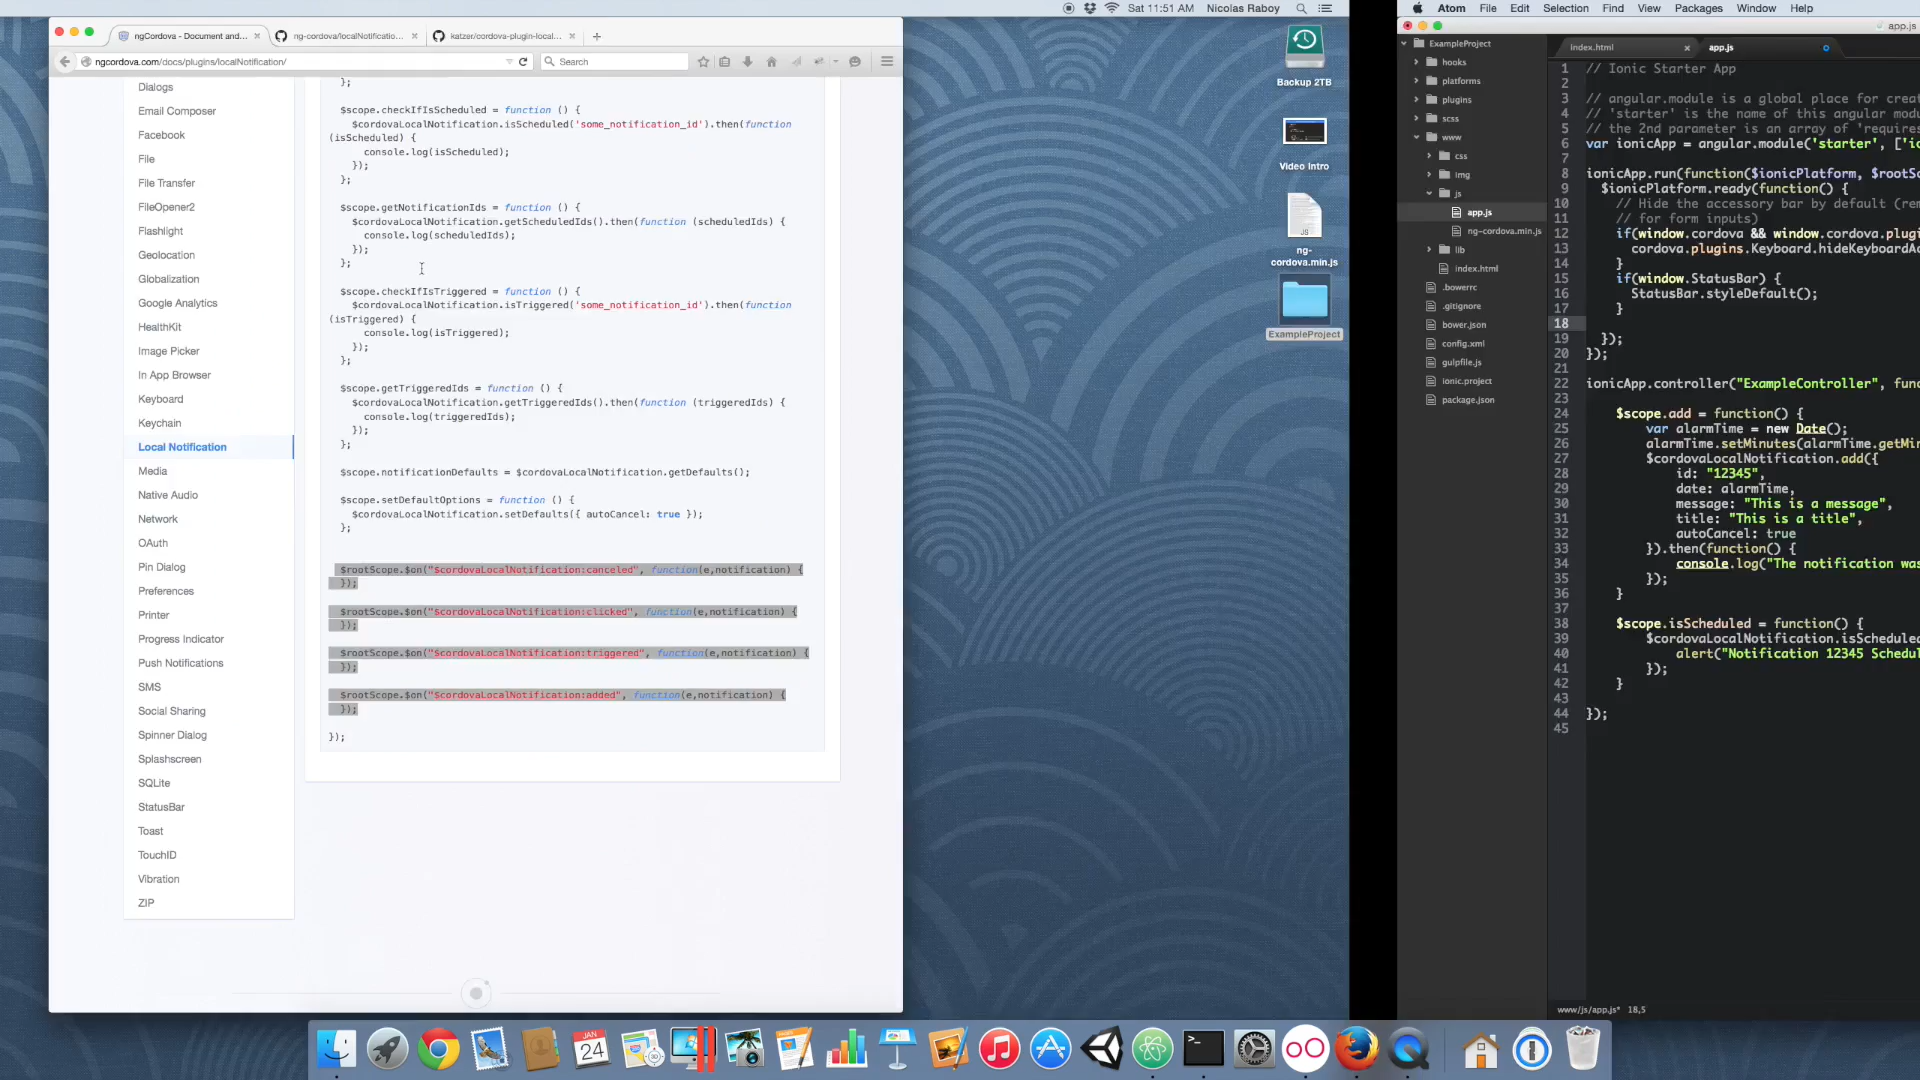 Sat 11:51 AM Nicolas Raboy
ngCordova - Document and...
ng-cordova/localNotificatio...
katzer/cordova-plugin-local...
ngcordova.com/docs/plugins/localNotification/
Search
Dialogs
Email Composer
Facebook
File
File Transfer
FileOpener2
Flashlight
Geolocation
Globalization
Google Analytics
HealthKit
Image Picker
In App Browser
Keyboard
Keychain
Local Notification
Media
Native Audio
Network
OAuth
Pin Dialog
Preferences
Printer
Progress Indicator
Push Notifications
SMS
Social Sharing
Spinner Dialog
Splashscreen
SQLite
StatusBar
Toast
TouchID
Vibration
ZIP
};
$scope.checkIfIsScheduled = function () {
$cordovaLocalNotification.isScheduled('some_notification_id').then(function
(isScheduled) {
console.log(isScheduled);
});
};
$scope.getNotificationIds = function () {
$cordovaLocalNotification.getScheduledIds().then(function (scheduledIds) {
console.log(scheduledIds);
});
};
$scope.checkIfIsTriggered = function () {
$cordovaLocalNotification.isTriggered('some_notification_id').then(function
(isTriggered) {
console.log(isTriggered);
});
};
$scope.getTriggeredIds = function () {
$cordovaLocalNotification.getTriggeredIds().then(function (triggeredIds) {
console.log(triggeredIds);
});
};
$scope.notificationDefaults = $cordovaLocalNotification.getDefaults();
$scope.setDefaultOptions = function () {
$cordovaLocalNotification.setDefaults({ autoCancel: true });
};
$rootScope.$on("$cordovaLocalNotification:canceled", function(e,notification) {
});
$rootScope.$on("$cordovaLocalNotification:clicked", function(e,notification) {
});
$rootScope.$on("$cordovaLocalNotification:triggered", function(e,notification) {
});
$rootScope.$on("$cordovaLocalNotification:added", function(e,notification) {
});
});
Backup 2TB
Video Intro
JS
ng-
cordova.min.js
ExampleProject
JAN
24
Atom File Edit Selection Find View Packages Window Help
app.js
ExampleProject
hooks
platforms
plugins
scss
www
css
img
js
app.js
ng-cordova.min.js
lib
index.html
.bowerrc
.gitignore
bower.json
config.xml
gulpfile.js
ionic.project
package.json
index.html
app.js
1 // Ionic Starter App
2
3 // angular.module is a global place for crea
4 // 'starter' is the name of this angular mod
5 // the 2nd parameter is an array of 'requires
6 var ionicApp = angular.module('starter', ['i
7
8 ionicApp.run(function($ionicPlatform, $rootSc
9 $ionicPlatform.ready(function() {
10 // Hide the accessory bar by default (rem
11 // for form inputs)
12 if(window.cordova && window.cordova.plugi
13 cordova.plugins.Keyboard.hideKeyboardAc
14 }
15 if(window.StatusBar) {
16 StatusBar.styleDefault();
17 }
18
19 });
20 });
21
22 ionicApp.controller("ExampleController", func
23
24 $scope.add = function() {
25 var alarmTime = new Date();
26 alarmTime.setMinutes(alarmTime.getMin
27 $cordovaLocalNotification.add({
28 id: "12345",
29 date: alarmTime,
30 message: "This is a message",
31 title: "This is a title",
32 autoCancel: true
33 }).then(function() {
34 console.log("The notification was
35 });
36 }
37
38 $scope.isScheduled = function() {
39 $cordovaLocalNotification.isScheduled
40 alert("Notification 12345 Schedul
41 });
42 }
43
44 });
45
www/js/app.js* 18,5